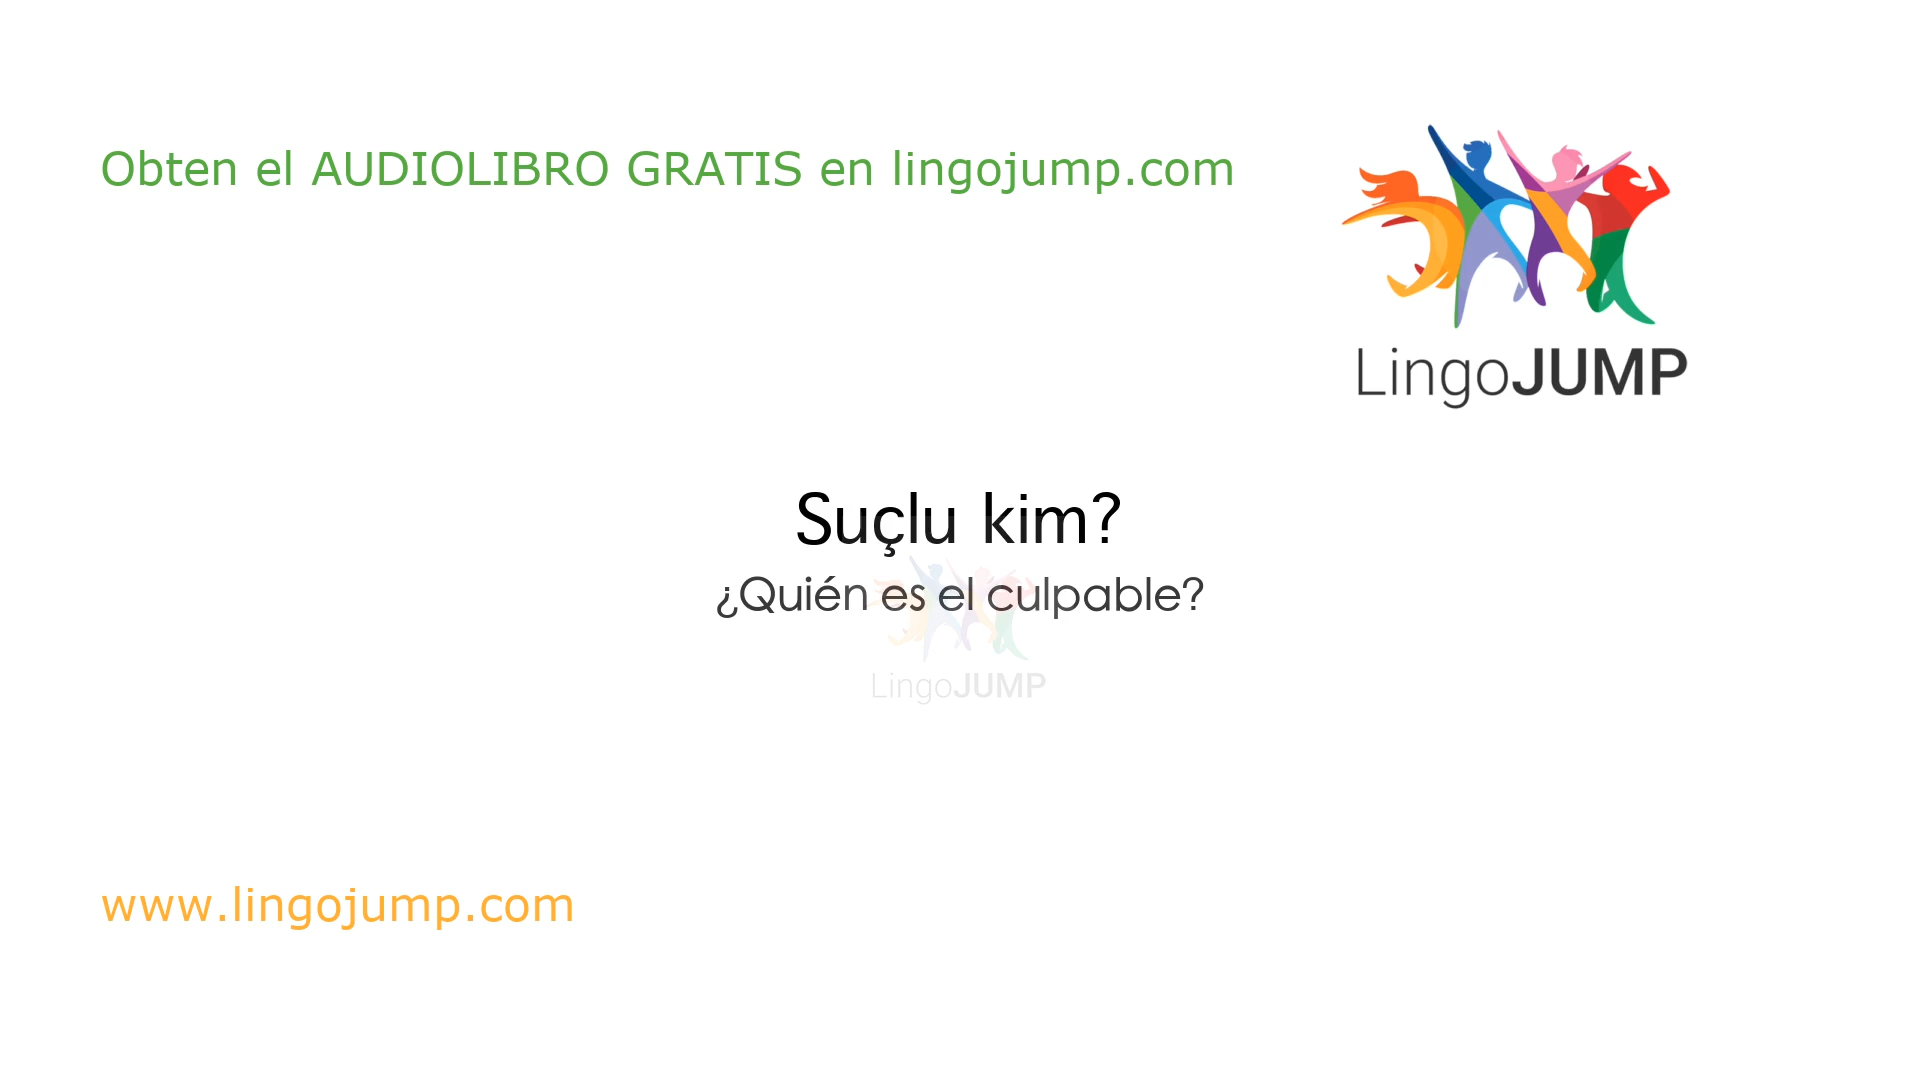 Obten el AUDIOLIBRO GRATIS en lingojump.com
LingoJUMP
Suçlu kim?
¿Quién es el culpable?
LingoJUMP
www.lingojump.com